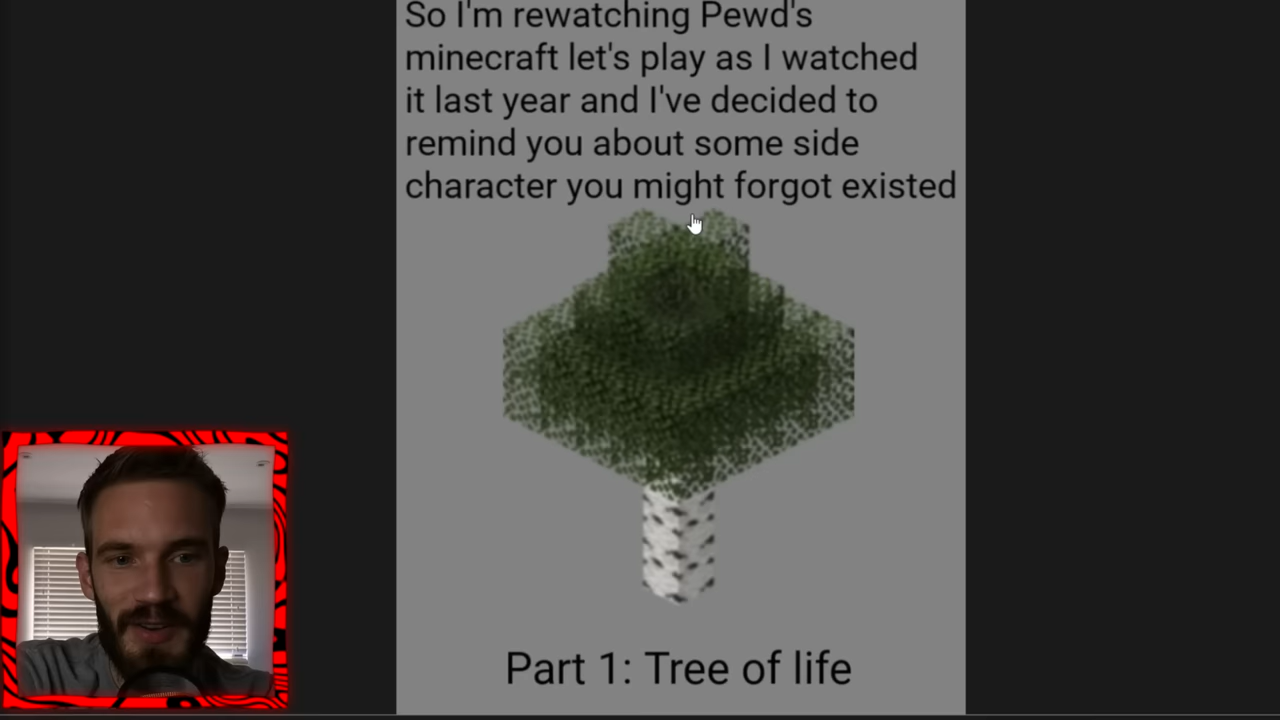 So I'm rewatching Pewd's
minecraft let's play as I watched
it last year and I've decided to
remind you about some side
character you might forgot existed
Part 1: Tree of life